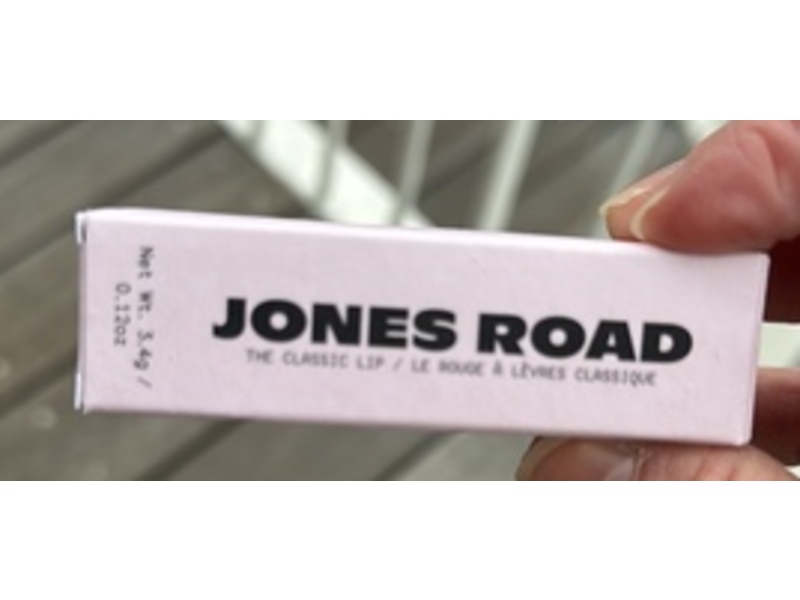 JONES ROAD
THE CLASSIC LIP / LE ROUGE À LÈVRES CLASSIQUE
Net Wt. 3.4g /
0.12oz